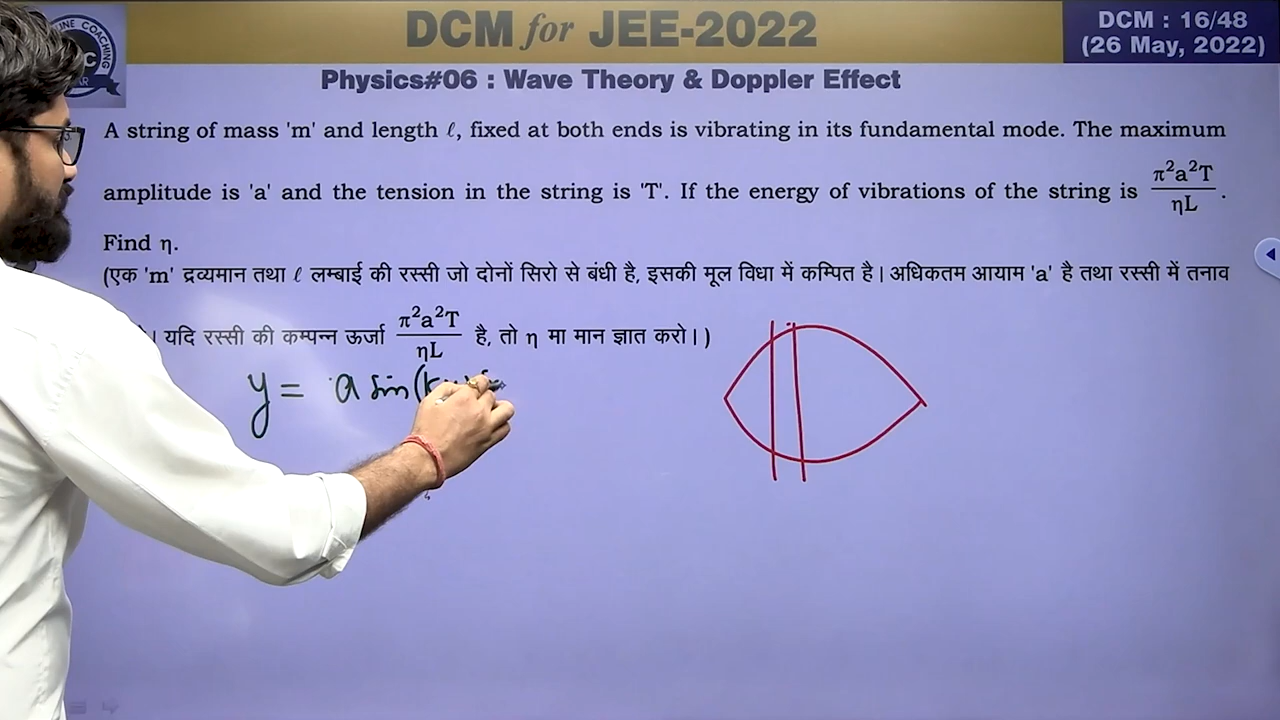 DCM for JEE-2022
DCM : 16/48
(26 May, 2022)
Physics#06 : Wave Theory & Doppler Effect
A string of mass 'm' and length ℓ, fixed at both ends is vibrating in its fundamental mode. The maximum
amplitude is 'a' and the tension in the string is 'T'. If the energy of vibrations of the string is π²a²T/ηL.
Find η.
(एक 'm' द्रव्यमान तथा ℓ लम्बाई की रस्सी जो दोनों सिरो से बंधी है, इसकी मूल विधा में कम्पित है। अधिकतम आयाम 'a' है तथा रस्सी में तनाव
। यदि रस्सी की कम्पन्न ऊर्जा π²a²T/ηL है, तो η मा मान ज्ञात करो।)
y = a sin(k